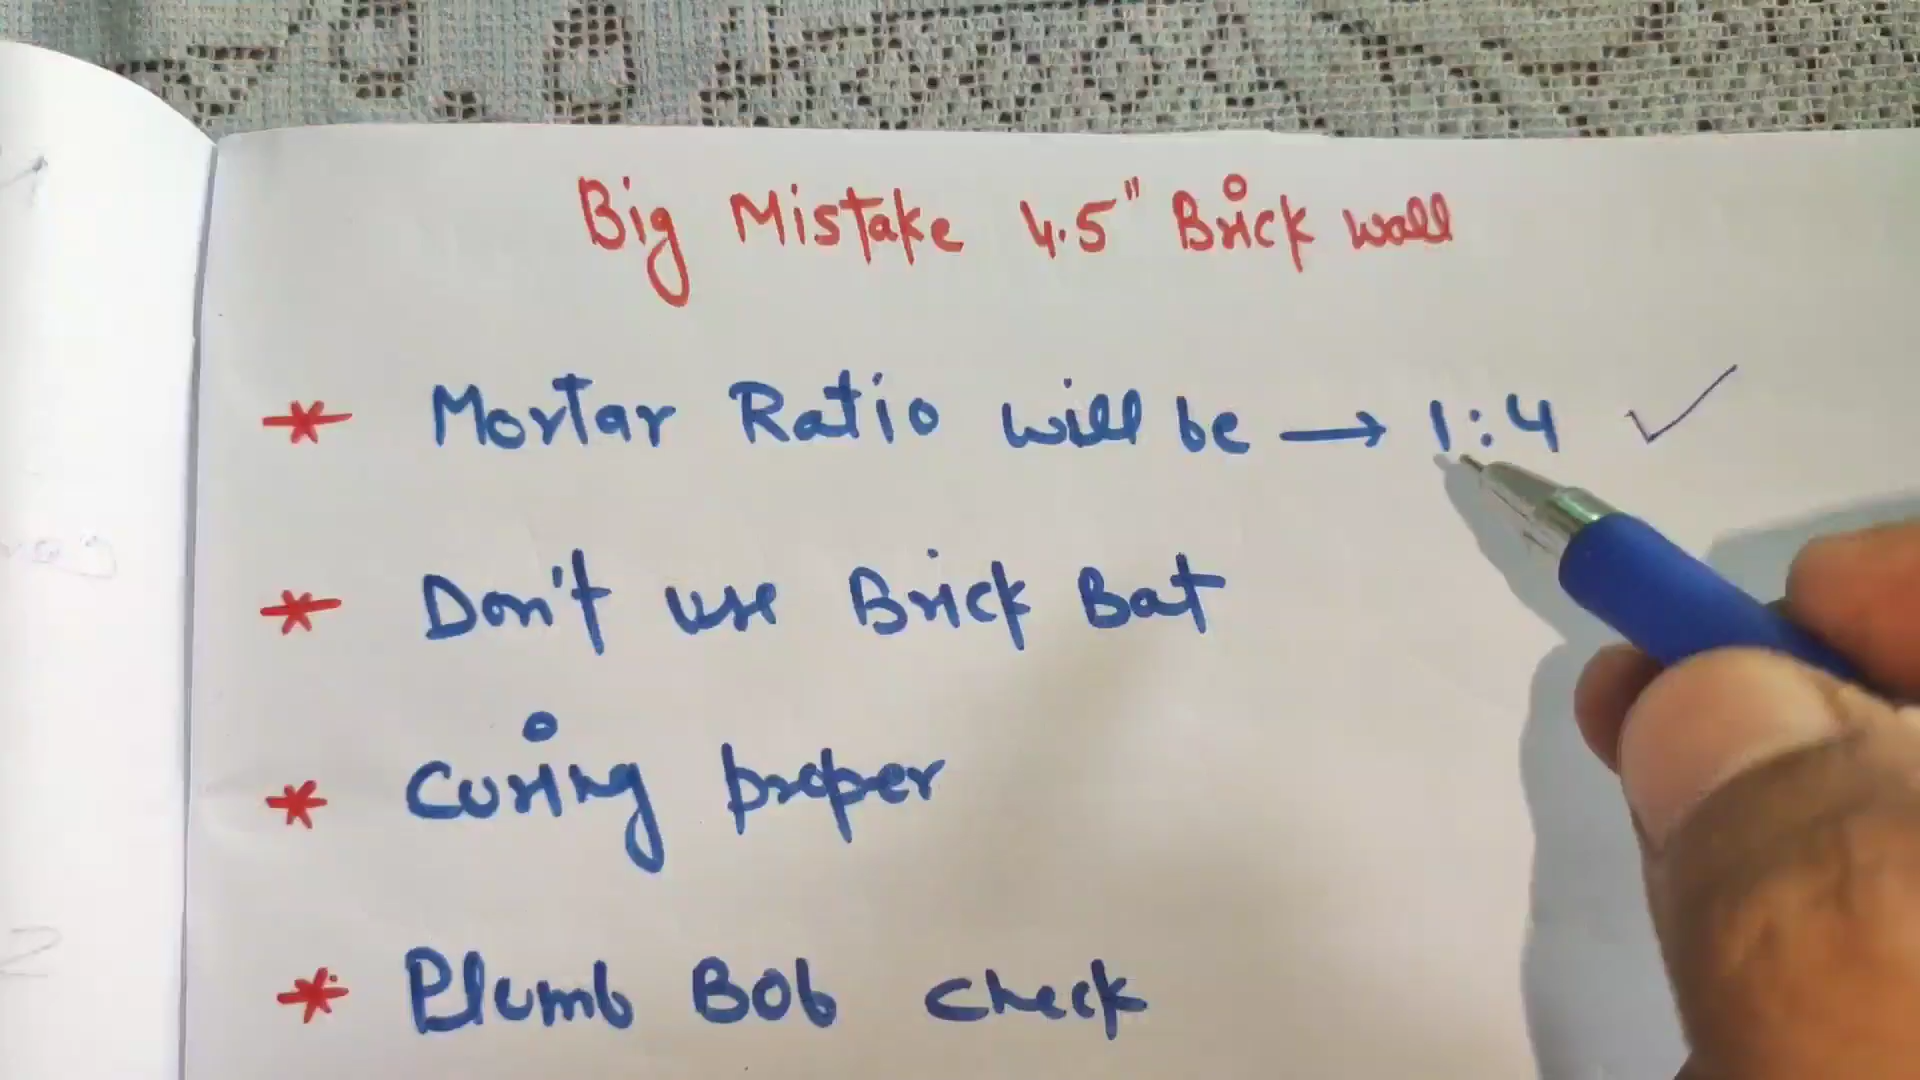 Big Mistake 4.5" Brick wall
* Mortar Ratio will be → 1:4 ✓
* Don't use Brick Bat
* Curing proper
* Plumb Bob check